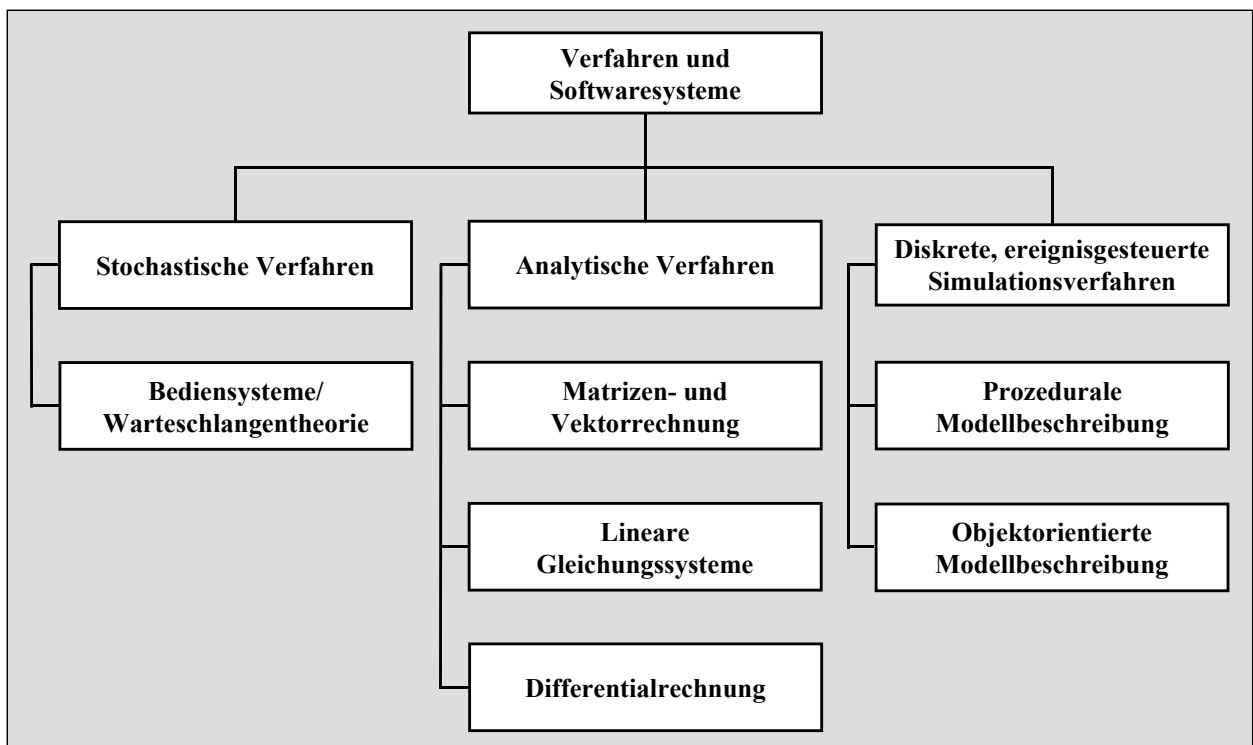 Verfahren und
Softwaresysteme
Stochastische Verfahren
Bediensysteme/
Warteschlangentheorie
Analytische Verfahren
Matrizen- und
Vektorrechnung
Lineare
Gleichungssysteme
Differentialrechnung
Diskrete, ereignisgesteuerte
Simulationsverfahren
Prozedurale
Modellbeschreibung
Objektorientierte
Modellbeschreibung